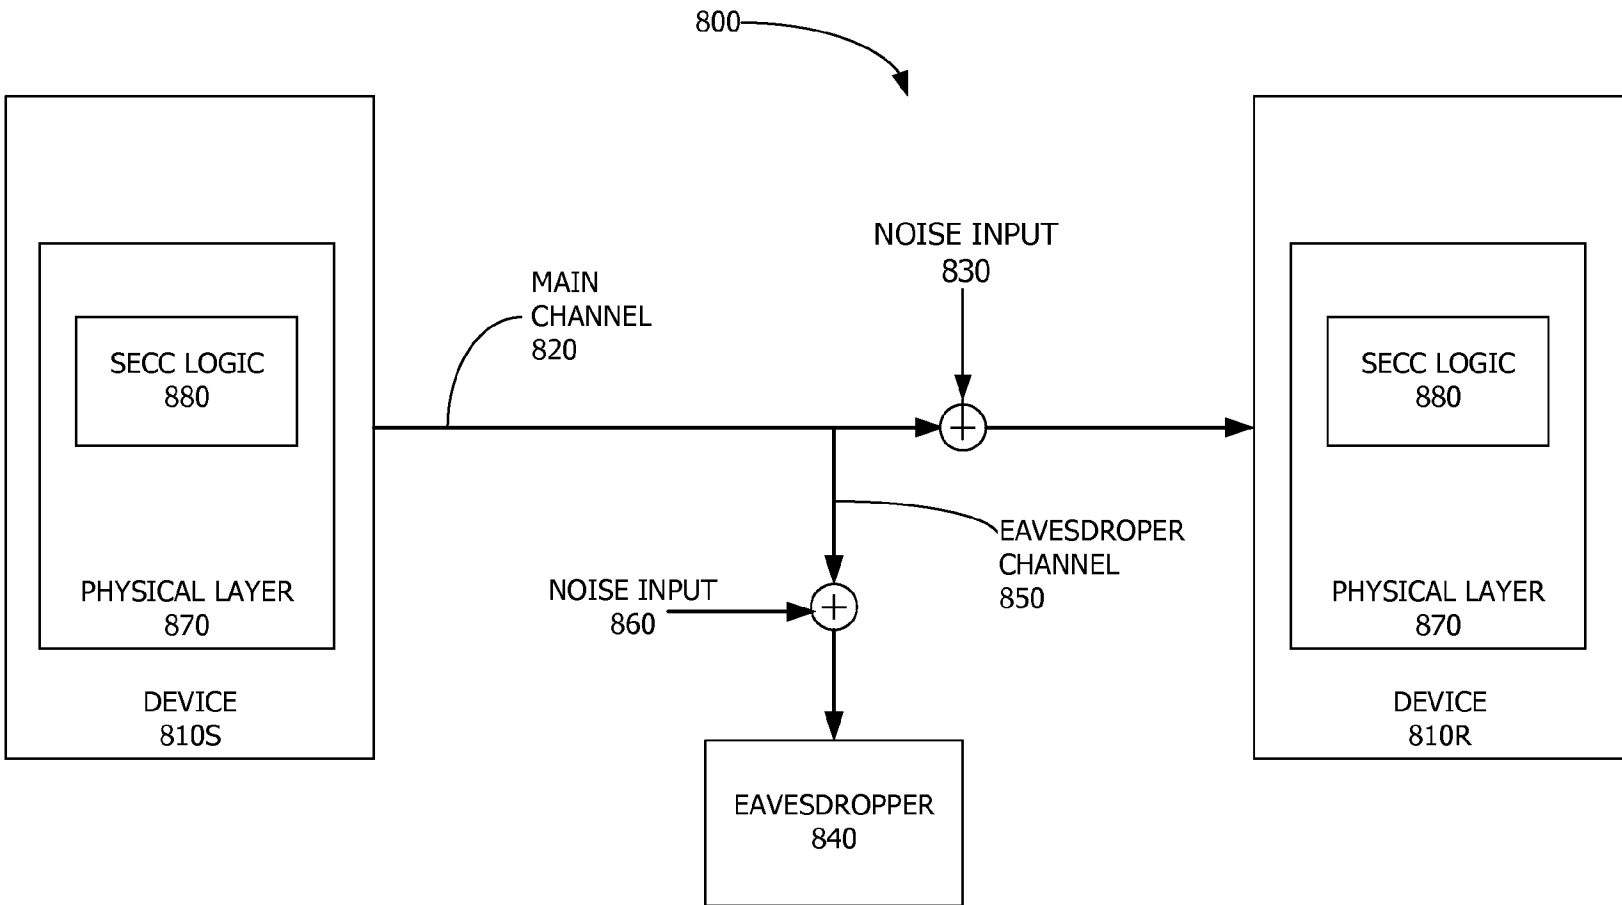 800
NOISE INPUT
830
MAIN
CHANNEL
820
SECC LOGIC
880
SECC LOGIC
880
EAVESDROPER
CHANNEL
850
NOISE INPUT
860
PHYSICAL LAYER
870
PHYSICAL LAYER
870
DEVICE
810S
DEVICE
810R
EAVESDROPPER
840